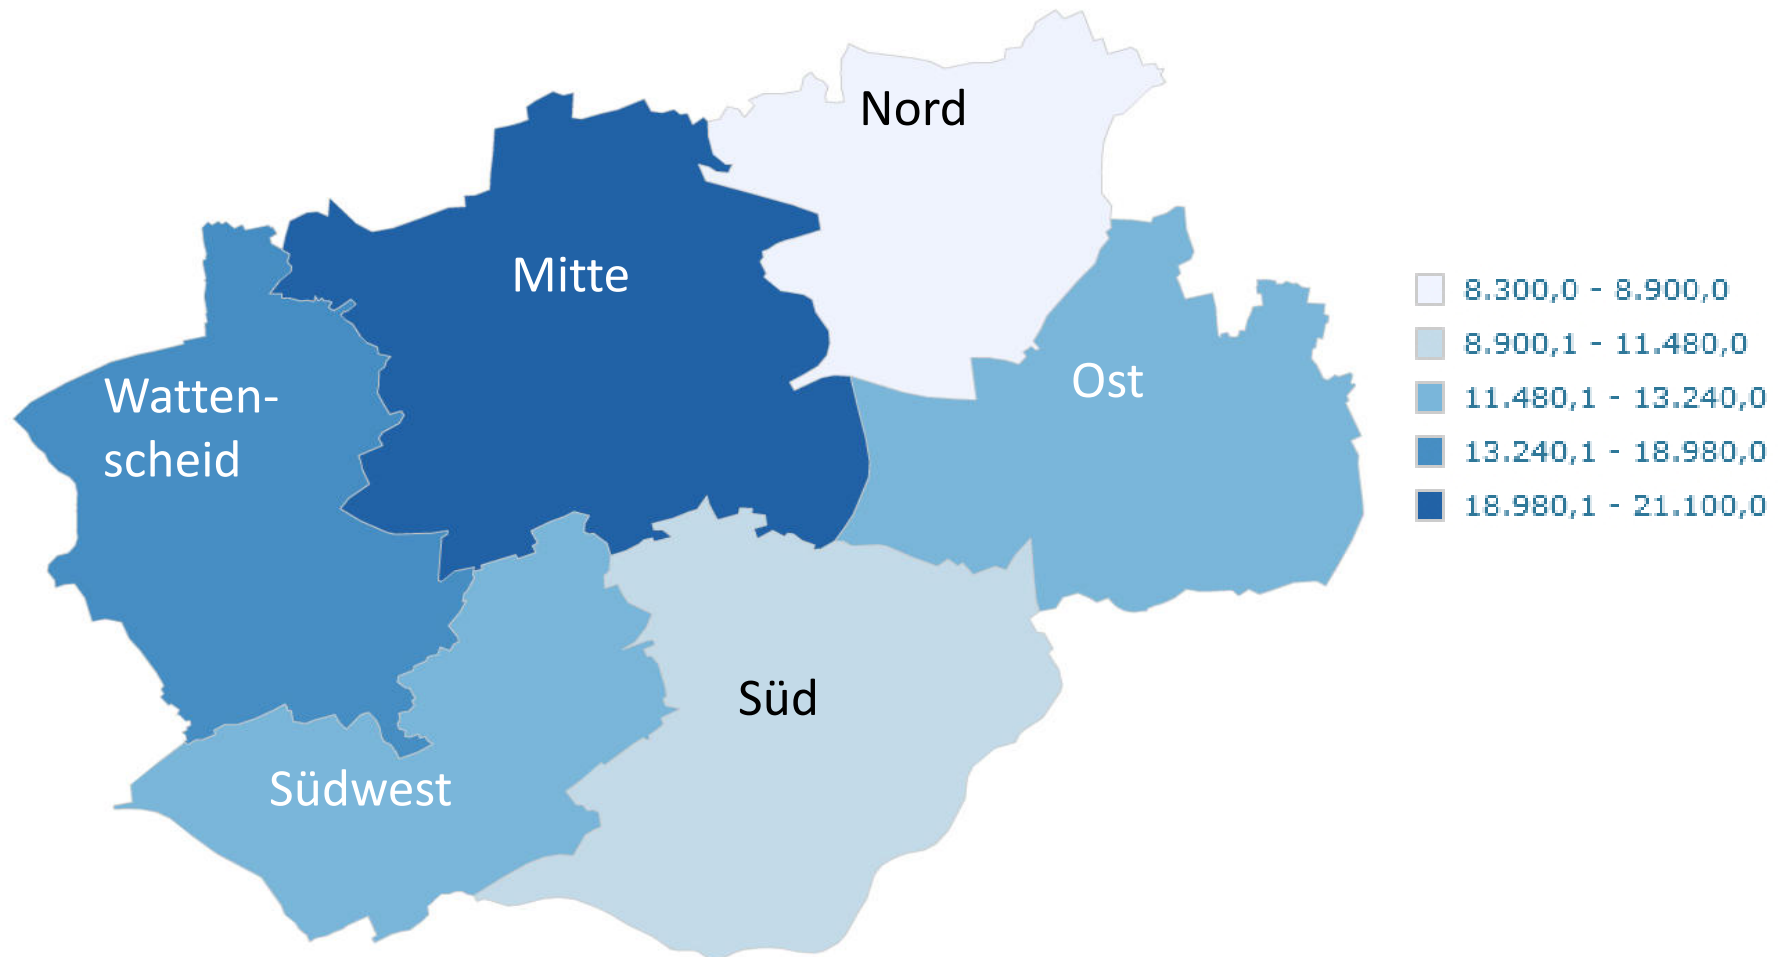 Nord
Mitte
Watten-
scheid
Ost
Süd
Südwest
8.300,0 - 8.900,0
8.900,1 - 11.480,0
11.480,1 - 13.240,0
13.240,1 - 18.980,0
18.980,1 - 21.100,0